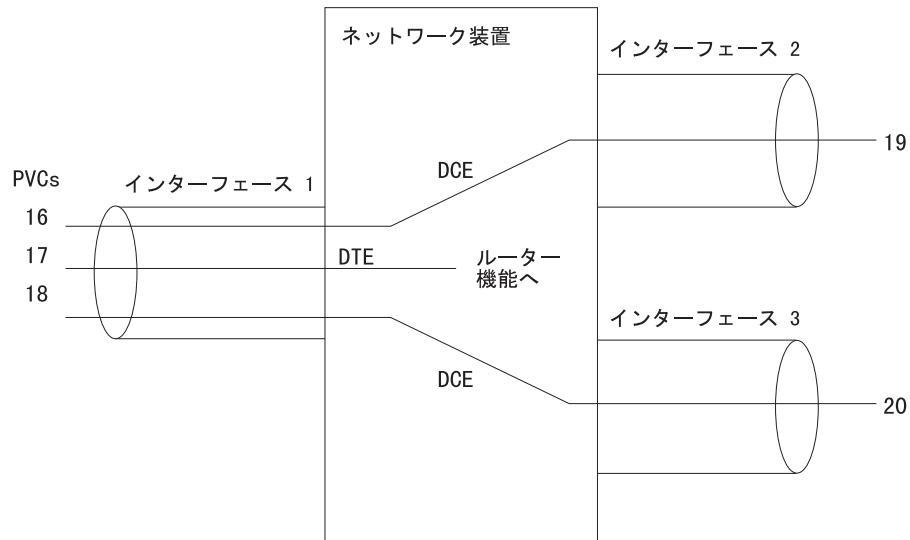 ネットワーク装置
インターフェース 2
19
DCE
PVCs
インターフェース 1
16
17
DTE
ルーター
機能へ
18
インターフェース 3
DCE
20